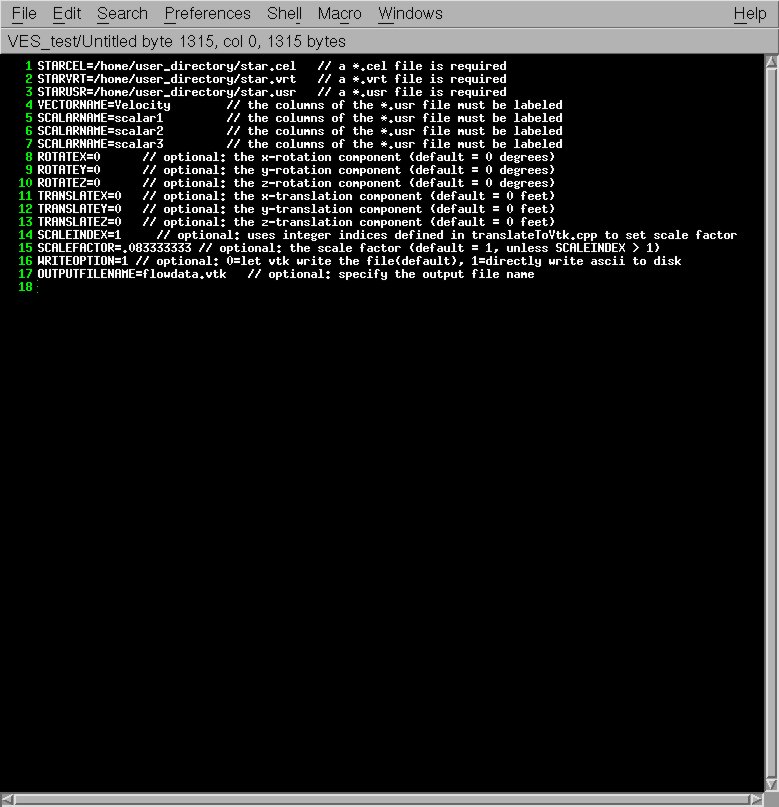 File Edit Search Preferences Shell Macro Windows Help
VES_test/Untitled byte 1315, col 0, 1315 bytes
1 STARCEL=/home/user_directory/star.cel   // a *.cel file is required
2 STARVRT=/home/user_directory/star.vrt   // a *.vrt file is required
3 STARUSR=/home/user_directory/star.usr   // a *.usr file is required
4 VECTORNAME=Velocity        // the columns of the *.usr file must be labeled
5 SCALARNAME=scalar1         // the columns of the *.usr file must be labeled
6 SCALARNAME=scalar2         // the columns of the *.usr file must be labeled
7 SCALARNAME=scalar3         // the columns of the *.usr file must be labeled
8 ROTATEX=0      // optional: the x-rotation component (default = 0 degrees)
9 ROTATEY=0      // optional: the y-rotation component (default = 0 degrees)
10 ROTATEZ=0      // optional: the z-rotation component (default = 0 degrees)
11 TRANSLATEX=0   // optional: the x-translation component (default = 0 feet)
12 TRANSLATEY=0   // optional: the y-translation component (default = 0 feet)
13 TRANSLATEZ=0   // optional: the z-translation component (default = 0 feet)
14 SCALEINDEX=1     // optional: uses integer indices defined in translateToVtk.cpp to set scale factor
15 SCALEFACTOR=.083333333 // optional: the scale factor (default = 1, unless SCALEINDEX > 1)
16 WRITEOPTION=1 // optional: 0=let vtk write the file(default), 1=directly write ascii to disk
17 OUTPUTFILENAME=flowdata.vtk   // optional: specify the output file name
18